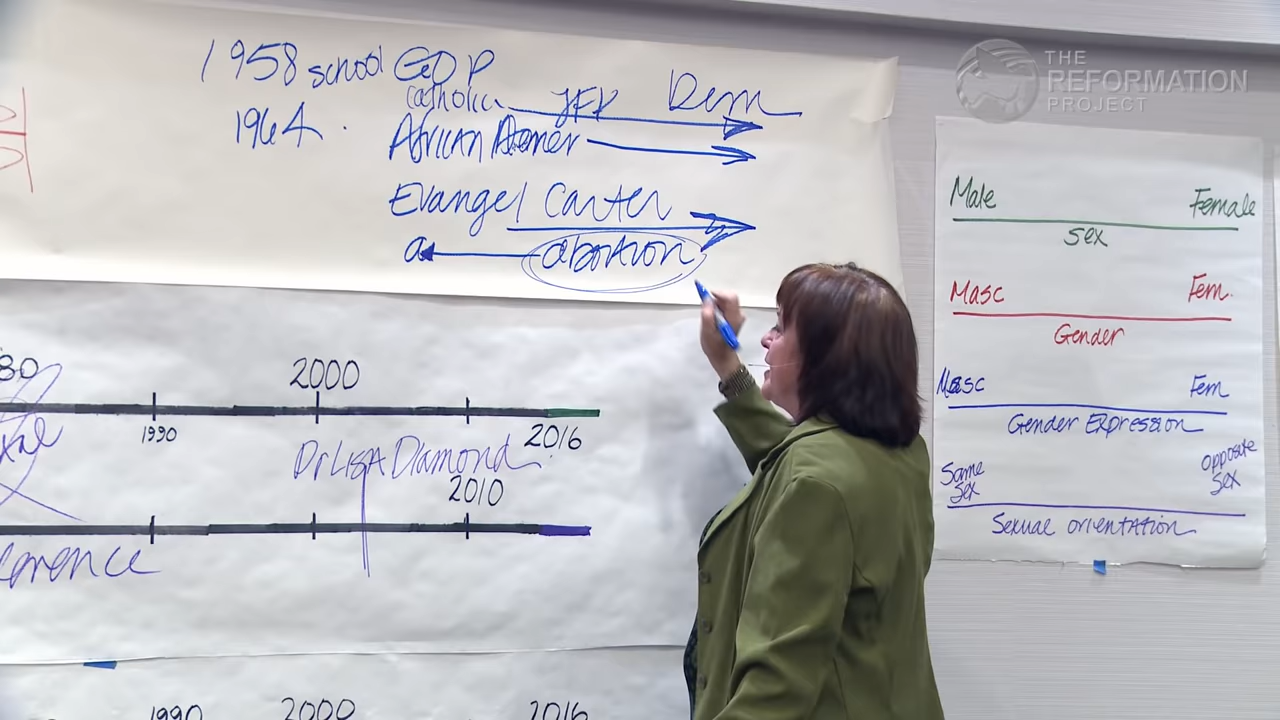 1958 school GOP
catholic JFK Dem
1964.
African Amer
Evangel Carter
a abortion
80
2000
1990
2016
Dr Lisa Diamond
2010
erence
1990 2000 2016
THE
REFORMATION
PROJECT
Male Female
Sex
Masc Fem.
Gender
Masc Fem
Gender Expression
Same Sex Opposite Sex
Sexual orientation